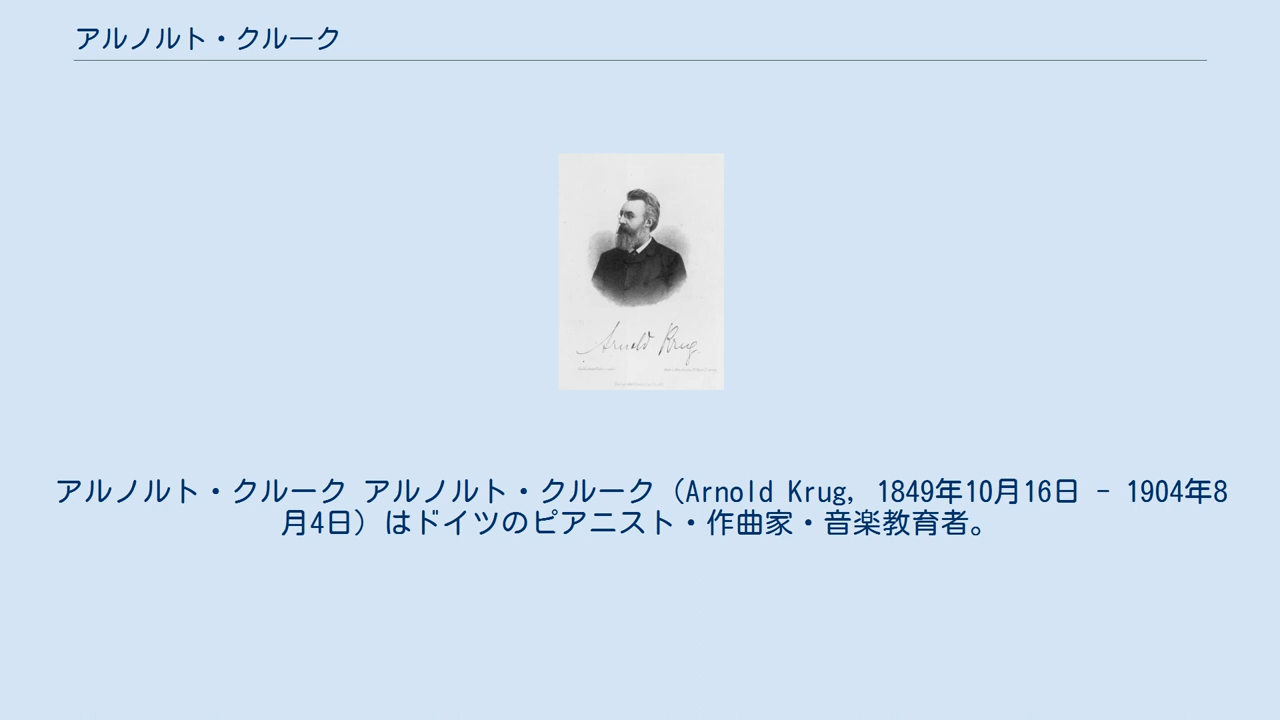 アルノルト・クルーク
Arnold Krug
アルノルト・クルーク アルノルト・クルーク（Arnold Krug, 1849年10月16日 - 1904年8
月4日）はドイツのピアニスト・作曲家・音楽教育者。